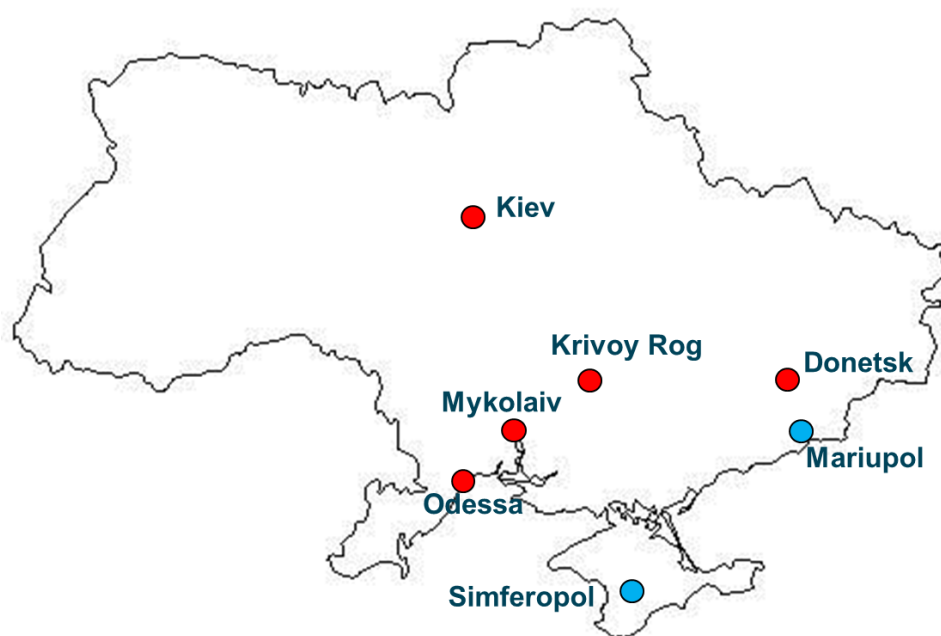 Kiev
Krivoy Rog
Donetsk
Mykolaiv
Mariupol
Odessa
Simferopol